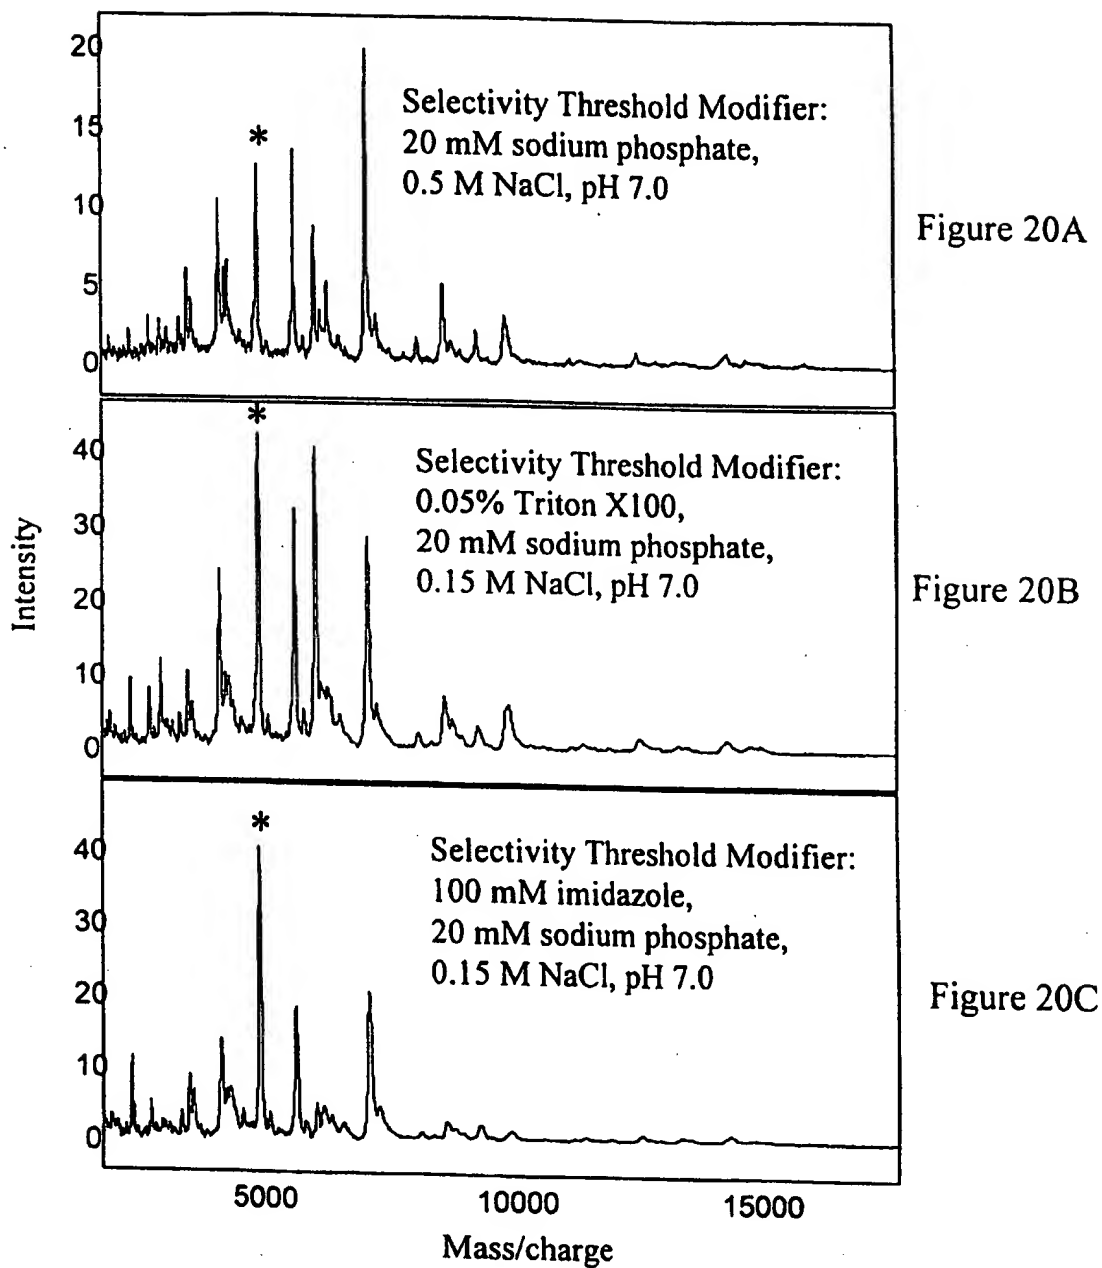 20
15
10
5
0
*
Selectivity Threshold Modifier:
20 mM sodium phosphate,
0.5 M NaCl, pH 7.0
Figure 20A
40
30
20
10
0
*
Selectivity Threshold Modifier:
0.05% Triton X100,
20 mM sodium phosphate,
0.15 M NaCl, pH 7.0
Figure 20B
Intensity
40
30
20
10
0
*
Selectivity Threshold Modifier:
100 mM imidazole,
20 mM sodium phosphate,
0.15 M NaCl, pH 7.0
Figure 20C
5000
10000
15000
Mass/charge